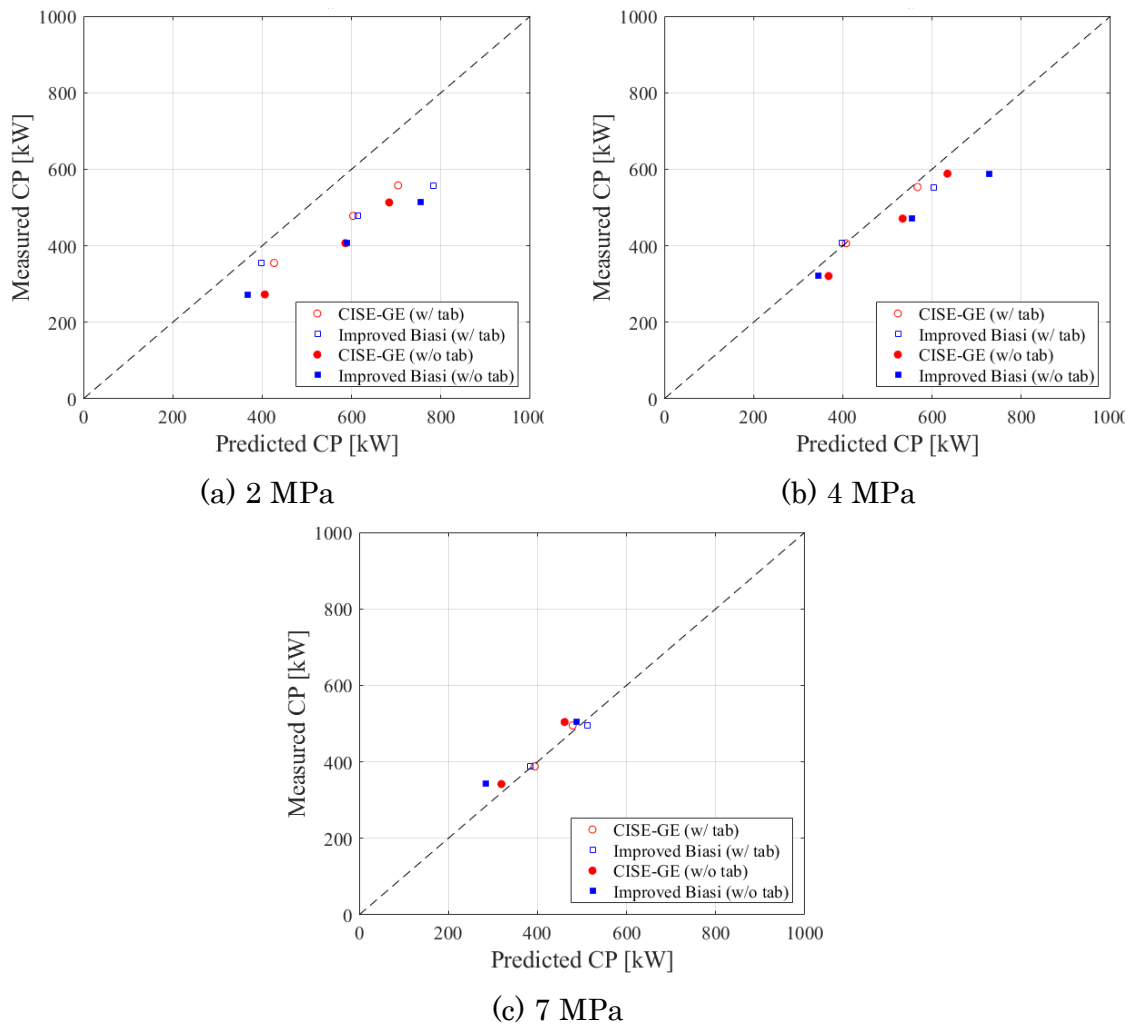 1000
800
600
400
200
0
Measured CP [kW]
CISE-GE (w/ tab)
Improved Biasi (w/ tab)
CISE-GE (w/o tab)
Improved Biasi (w/o tab)
0 200 400 600 800 1000
Predicted CP [kW]
(a) 2 MPa
1000
800
600
400
200
0
Measured CP [kW]
CISE-GE (w/ tab)
Improved Biasi (w/ tab)
CISE-GE (w/o tab)
Improved Biasi (w/o tab)
0 200 400 600 800 1000
Predicted CP [kW]
(b) 4 MPa
1000
800
600
400
200
0
Measured CP [kW]
CISE-GE (w/ tab)
Improved Biasi (w/ tab)
CISE-GE (w/o tab)
Improved Biasi (w/o tab)
0 200 400 600 800 1000
Predicted CP [kW]
(c) 7 MPa